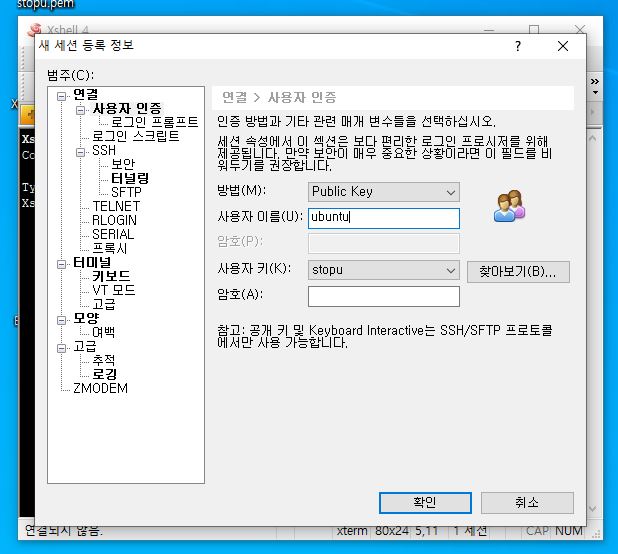 stopu.pem
Xshell 4
새 세션 등록 정보
?
범주(C):
연결
사용자 인증
로그인 프롬프트
로그인 스크립트
SSH
보안
터널링
SFTP
TELNET
RLOGIN
SERIAL
프록시
터미널
키보드
VT 모드
고급
모양
여백
고급
추적
로깅
ZMODEM
연결 > 사용자 인증
인증 방법과 기타 관련 매개 변수들을 선택하십시오.
세션 속성에서 이 섹션은 보다 편리한 로그인 프로시저를 위해
제공됩니다. 만약 보안이 매우 중요한 상황이라면 이 필드를 비
워두기를 권장합니다.
방법(M): Public Key
사용자 이름(U): ubuntu
암호(P):
사용자 키(K): stopu 찾아보기(B)...
암호(A):
참고: 공개 키 및 Keyboard Interactive는 SSH/SFTP 프로토콜
에서만 사용 가능합니다.
확인 취소
연결되지 않음. xterm 80x24 5,11 1 세션 CAP NUM